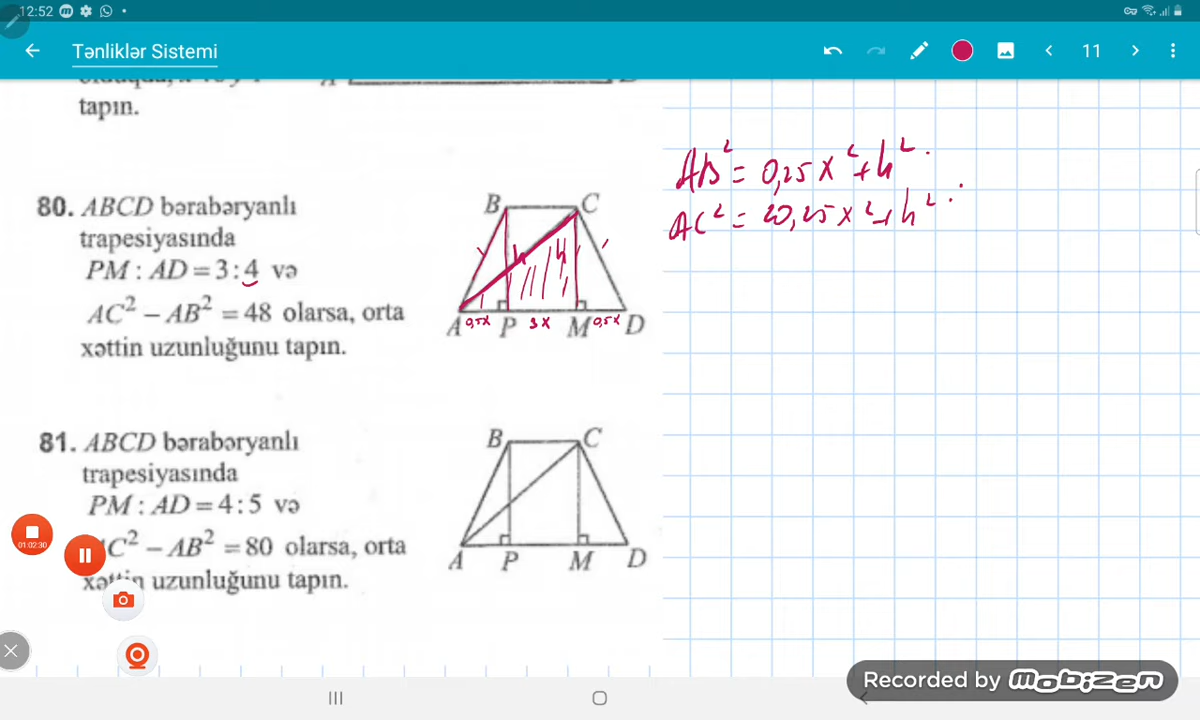 12:52
Tənliklər Sistemi
11
tapın.
80. ABCD bərabəryanlı
trapesiyasında
PM : AD = 3 : 4 və
AC² – AB² = 48 olarsa, orta
xəttin uzunluğunu tapın.
B C
h h
A P M D
0,5x 3x 0,5x
AB² = 0,25x² + h².
AC² = 20,25x² + h².
81. ABCD bərabəryanlı
trapesiyasında
PM : AD = 4 : 5 və
C² – AB² = 80 olarsa, orta
uzunluğunu tapın.
B C
A P M D
01:02:30
Recorded by mobizen